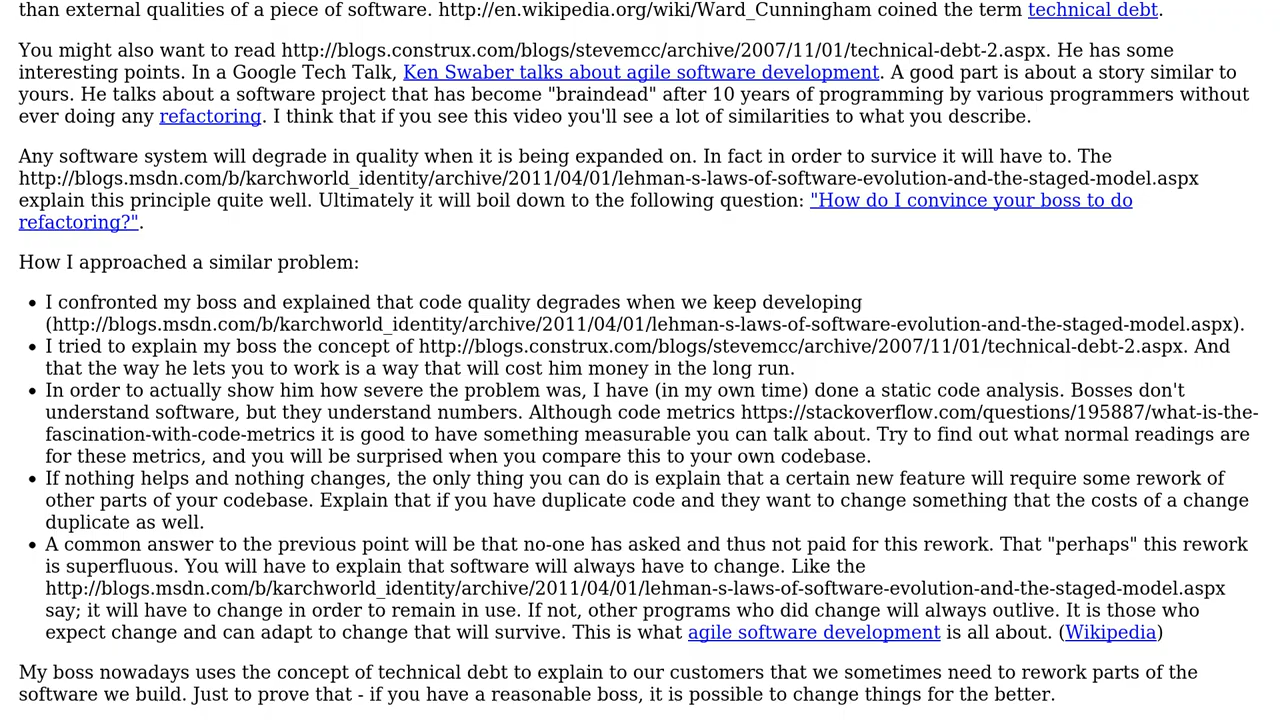 than external qualities of a piece of software. http://en.wikipedia.org/wiki/Ward_Cunningham coined the term technical debt.
You might also want to read http://blogs.construx.com/blogs/stevemcc/archive/2007/11/01/technical-debt-2.aspx. He has some
interesting points. In a Google Tech Talk, Ken Swaber talks about agile software development. A good part is about a story similar to
yours. He talks about a software project that has become "braindead" after 10 years of programming by various programmers without
ever doing any refactoring. I think that if you see this video you'll see a lot of similarities to what you describe.
Any software system will degrade in quality when it is being expanded on. In fact in order to survice it will have to. The
http://blogs.msdn.com/b/karchworld_identity/archive/2011/04/01/lehman-s-laws-of-software-evolution-and-the-staged-model.aspx
explain this principle quite well. Ultimately it will boil down to the following question: "How do I convince your boss to do
refactoring?".
How I approached a similar problem:
• I confronted my boss and explained that code quality degrades when we keep developing
(http://blogs.msdn.com/b/karchworld_identity/archive/2011/04/01/lehman-s-laws-of-software-evolution-and-the-staged-model.aspx).
• I tried to explain my boss the concept of http://blogs.construx.com/blogs/stevemcc/archive/2007/11/01/technical-debt-2.aspx. And
that the way he lets you to work is a way that will cost him money in the long run.
• In order to actually show him how severe the problem was, I have (in my own time) done a static code analysis. Bosses don't
understand software, but they understand numbers. Although code metrics https://stackoverflow.com/questions/195887/what-is-the-
fascination-with-code-metrics it is good to have something measurable you can talk about. Try to find out what normal readings are
for these metrics, and you will be surprised when you compare this to your own codebase.
• If nothing helps and nothing changes, the only thing you can do is explain that a certain new feature will require some rework of
other parts of your codebase. Explain that if you have duplicate code and they want to change something that the costs of a change
duplicate as well.
• A common answer to the previous point will be that no-one has asked and thus not paid for this rework. That "perhaps" this rework
is superfluous. You will have to explain that software will always have to change. Like the
http://blogs.msdn.com/b/karchworld_identity/archive/2011/04/01/lehman-s-laws-of-software-evolution-and-the-staged-model.aspx
say; it will have to change in order to remain in use. If not, other programs who did change will always outlive. It is those who
expect change and can adapt to change that will survive. This is what agile software development is all about. (Wikipedia)
My boss nowadays uses the concept of technical debt to explain to our customers that we sometimes need to rework parts of the
software we build. Just to prove that - if you have a reasonable boss, it is possible to change things for the better.